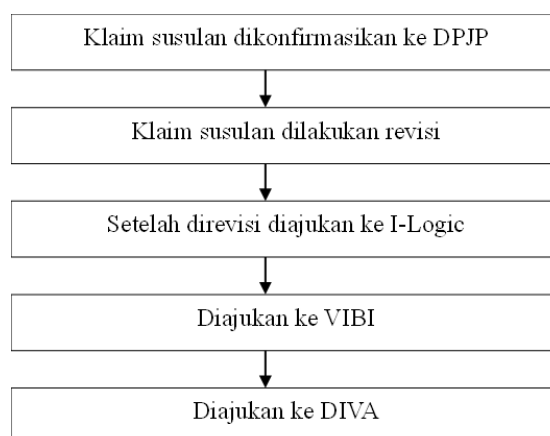 Klaim susulan dikonfirmasikan ke DPJP
Klaim susulan dilakukan revisi
Setelah direvisi diajukan ke I-Logic
Diajukan ke VIBI
Diajukan ke DIVA